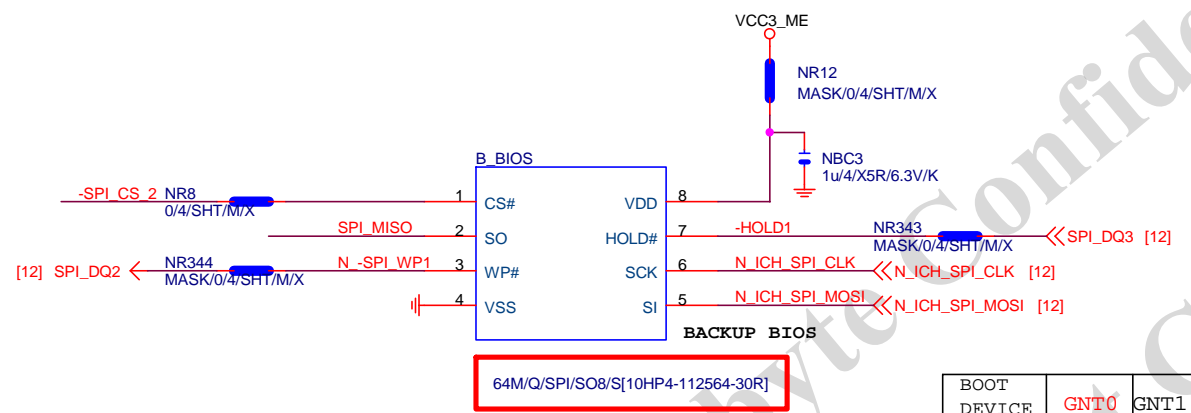 VCC3_ME
NR12
MASK/0/4/SHT/M/X
NBC3
1u/4/X5R/6.3V/K
B_BIOS
-SPI_CS_2 NR8
0/4/SHT/M/X
1 CS#
VDD 8
SPI_MISO 2 SO
HOLD# 7 -HOLD1 NR343
MASK/0/4/SHT/M/X
SPI_DQ3 [12]
[12] SPI_DQ2 NR344
MASK/0/4/SHT/M/X
N_-SPI_WP1 3 WP#
SCK 6 N_ICH_SPI_CLK N_ICH_SPI_CLK [12]
4 VSS
SI 5 N_ICH_SPI_MOSI N_ICH_SPI_MOSI [12]
BACKUP BIOS
64M/Q/SPI/SO8/S[10HP4-112564-30R]
BOOT
DEVICE GNT0 GNT1
byte Confide